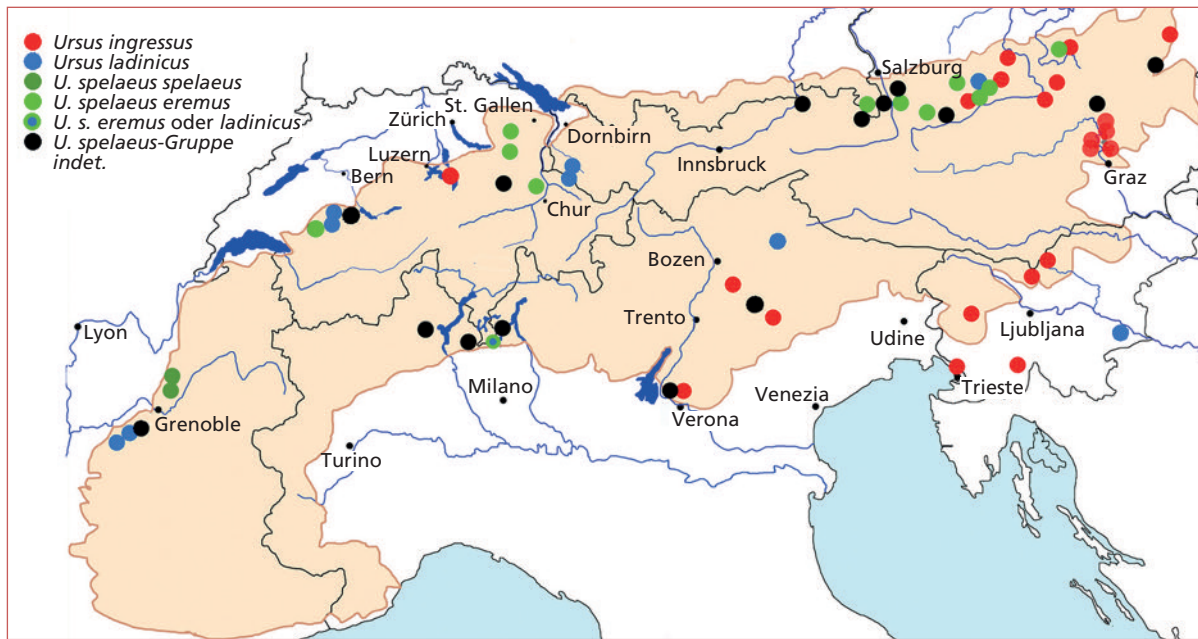 Ursus ingressus
Ursus ladinicus
U. spelaeus spelaeus
U. spelaeus eremus
U. s. eremus oder ladinicus
U. spelaeus-Gruppe
indet.
Salzburg
St. Gallen
Zürich
Dornbirn
Luzern
Innsbruck
Bern
Graz
Chur
Bozen
Trento
Udine
Ljubljana
Lyon
Milano
Trieste
Venezia
Verona
Grenoble
Turino